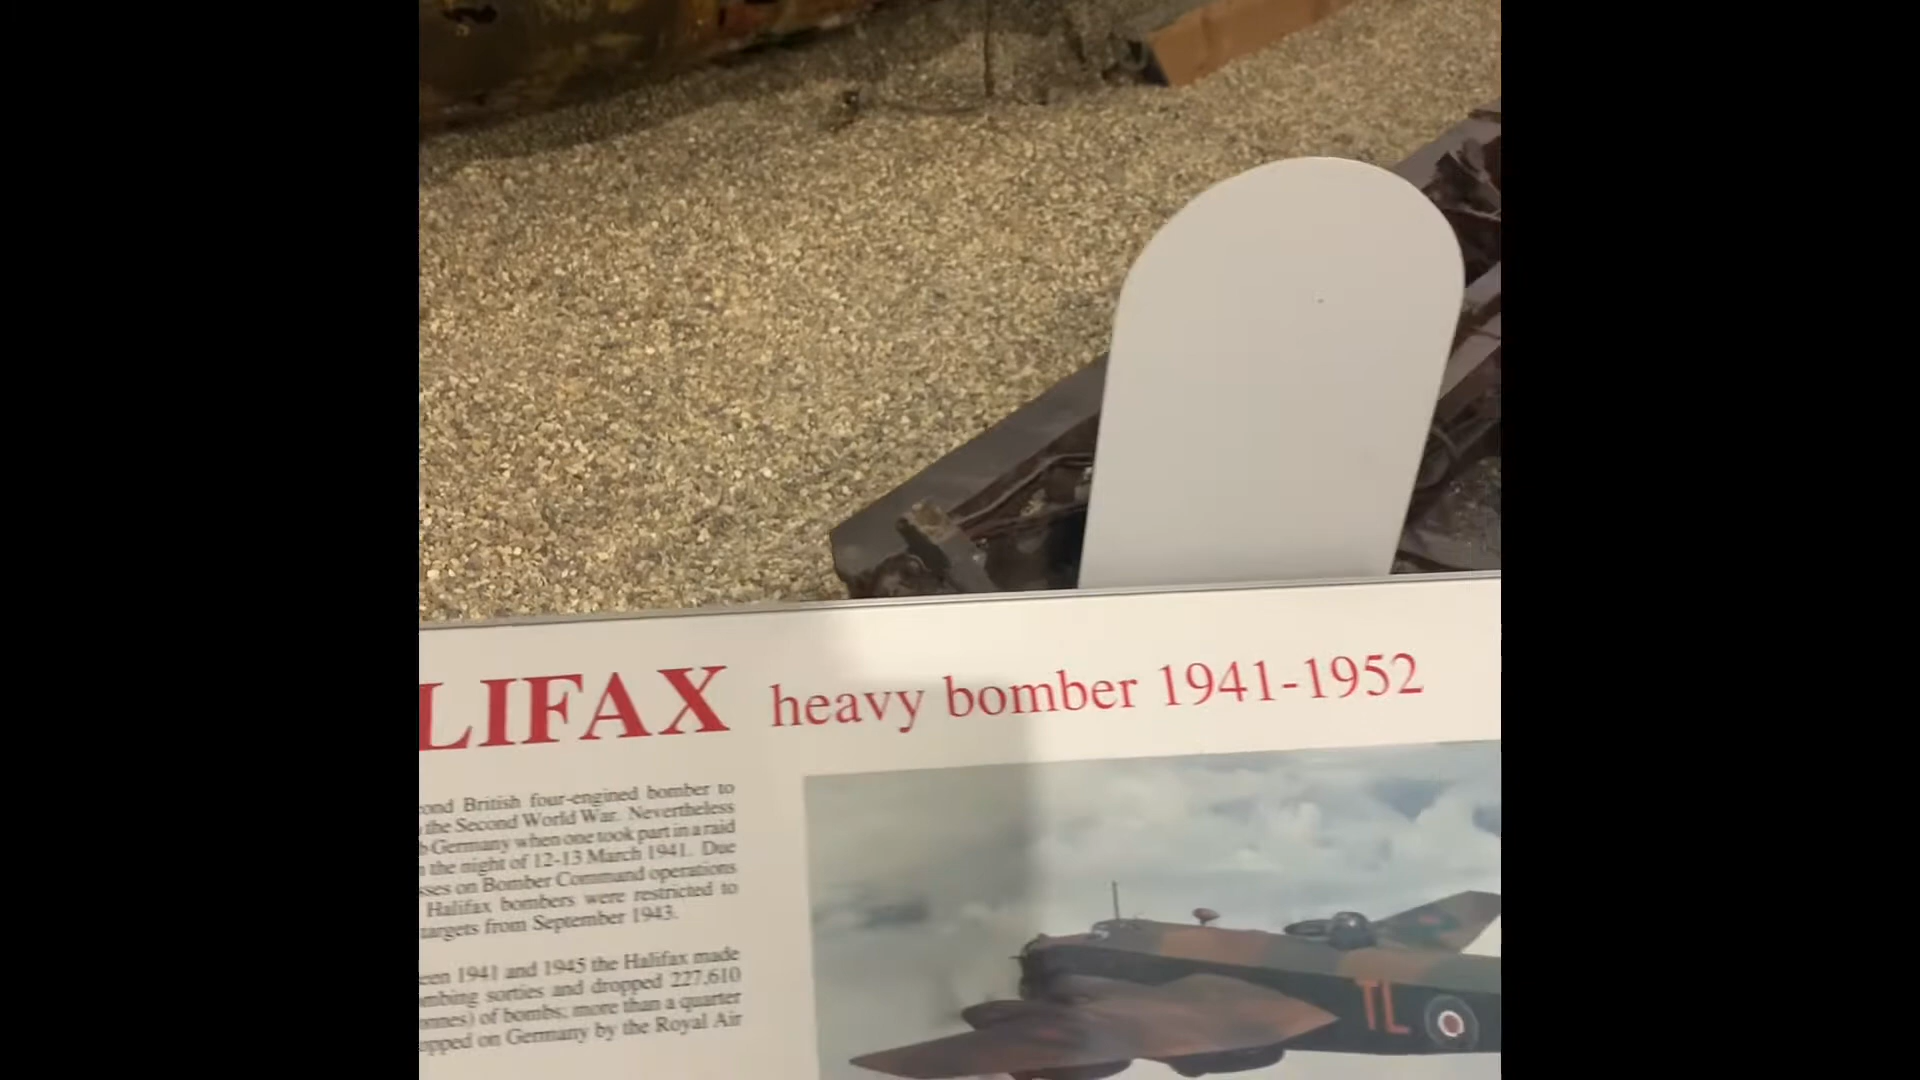 LIFAX heavy bomber 1941-1952
ond British four-engined bomber to
the Second World War. Nevertheless
Germany when one took part in a raid
the night of 12-13 March 1941. Due
sses on Bomber Command operations
Halifax bombers were restricted to
targets from September 1943.
een 1941 and 1945 the Halifax made
mbing sorties and dropped 227,610
onnes) of bombs; more than a quarter
opped on Germany by the Royal Air
TL